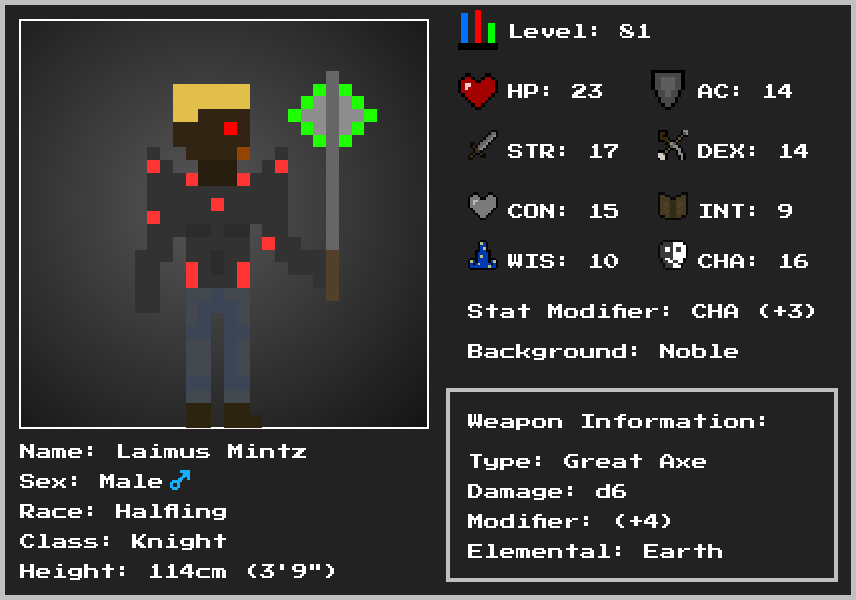 Level: 81
HP: 23
AC: 14
STR: 17
DEX: 14
CON: 15
INT: 9
WIS: 10
CHA: 16
Stat Modifier: CHA (+3)
Background: Noble
Weapon Information:
Type: Great Axe
Damage: d6
Modifier: (+4)
Elemental: Earth
Name: Laimus Mintz
Sex: Male♂
Race: Halfling
Class: Knight
Height: 114cm (3'9")